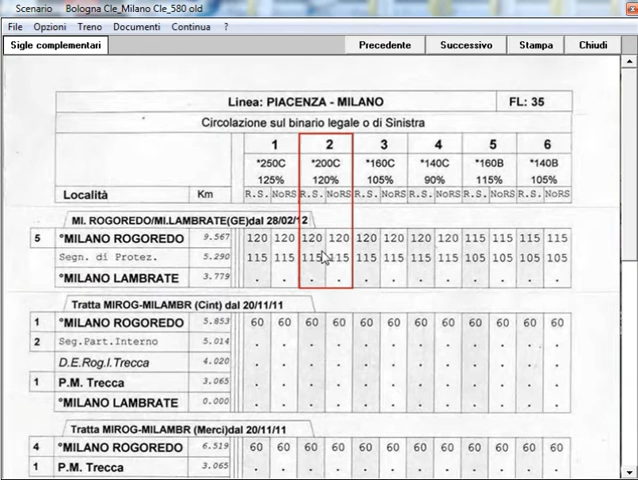 Scenario Bologna Cle_Milano Cle_580 old
File Opzioni Treno Documenti Continua ?
Sigle complementari Precedente Successivo Stampa Chiudi
Linea: PIACENZA - MILANO FL: 35
Circolazione sul binario legale o di Sinistra
1 2 3 4 5 6
*250C *200C *160C *140C *160B *140B
125% 120% 105% 90% 115% 105%
Località Km R.S. NoRS R.S. NoRS R.S. NoRS R.S. NoRS R.S. NoRS R.S. NoRS
MI. ROGOREDO/MI.LAMBRATE(GE)dal 28/02/12
5 °MILANO ROGOREDO 9.567 120 120 120 120 120 120 120 120 115 115 115 115
Segn. di Protez. 5.290 115 115 115 115 115 115 115 115 105 105 105 105
°MILANO LAMBRATE 3.779 . . . . . . . . . . . .
Tratta MIROG-MILAMBR (Cint) dal 20/11/11
1 °MILANO ROGOREDO 5.853 60 60 60 60 60 60 60 60 60 60 60 60
2 Seg.Part.Interno 5.014 . . . . . . . . . . . .
D.E.Rog.I.Trecca 4.020 . . . . . . . . . . . .
1 P.M. Trecca 3.065 . . . . . . . . . . . .
°MILANO LAMBRATE 0.000 . . . . . . . . . . . .
Tratta MIROG-MILAMBR (Merci)dal 20/11/11
4 °MILANO ROGOREDO 6.519 60 60 60 60 60 60 60 60 60 60 60 60
1 P.M. Trecca 3.065 . . . . . . . . . . . .